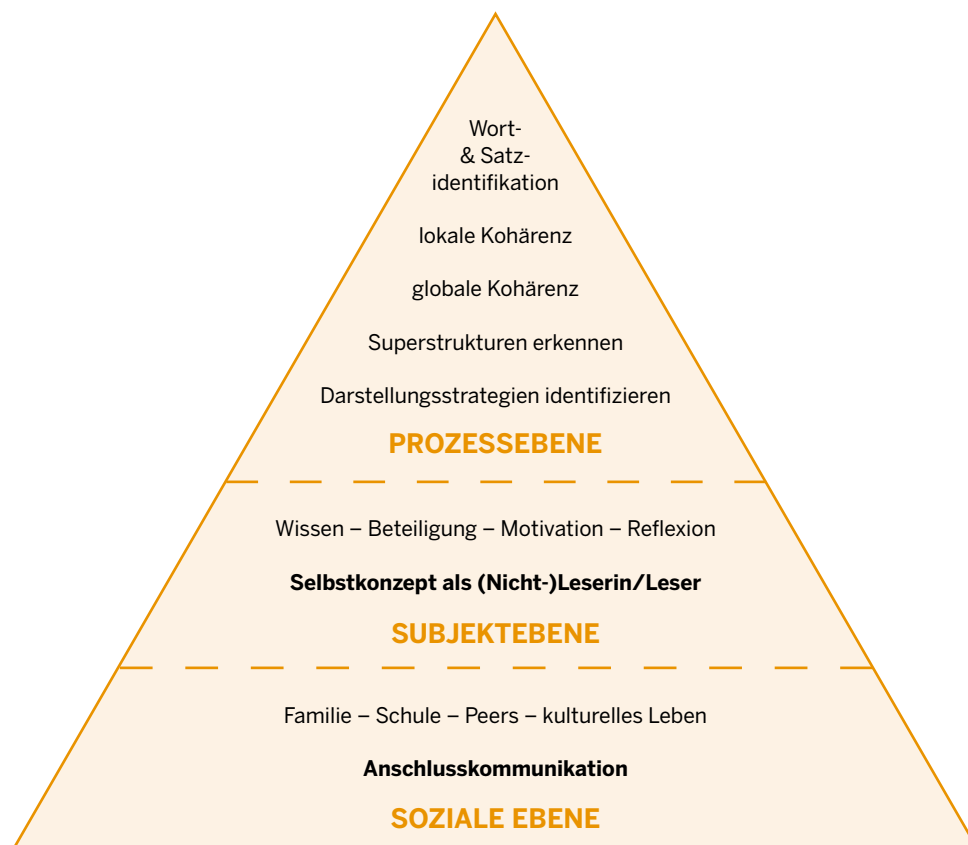 Wort-
& Satz-
identifikation
lokale Kohärenz
globale Kohärenz
Superstrukturen erkennen
Darstellungsstrategien identifizieren
PROZESSEBENE
Wissen – Beteiligung – Motivation – Reflexion
Selbstkonzept als (Nicht-)Leserin/Leser
SUBJEKTEBENE
Familie – Schule – Peers – kulturelles Leben
Anschlusskommunikation
SOZIALE EBENE